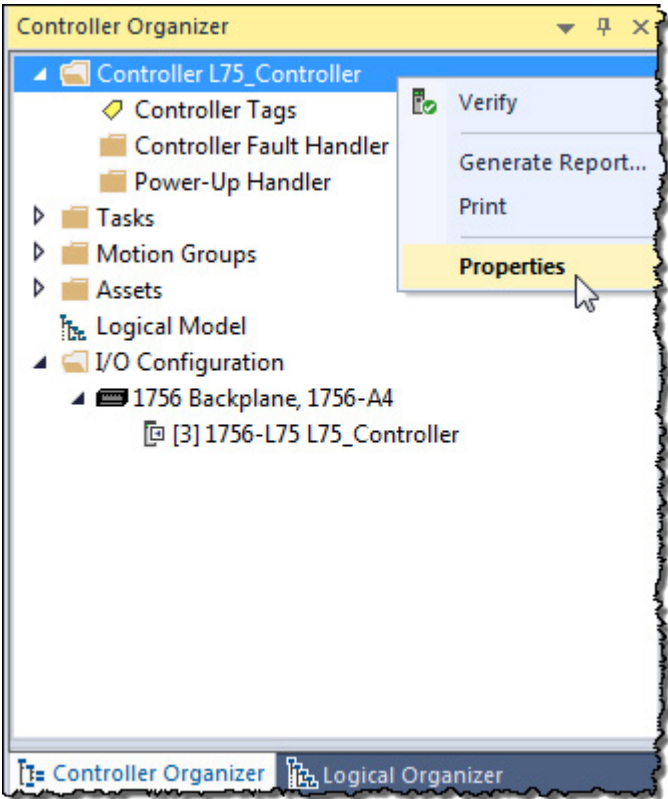 Controller Organizer
Controller L75_Controller
Verify
Controller Tags
Controller Fault Handler
Generate Report...
Power-Up Handler
Print
Tasks
Motion Groups
Properties
Assets
Logical Model
I/O Configuration
1756 Backplane, 1756-A4
[3] 1756-L75 L75_Controller
Controller Organizer
Logical Organizer